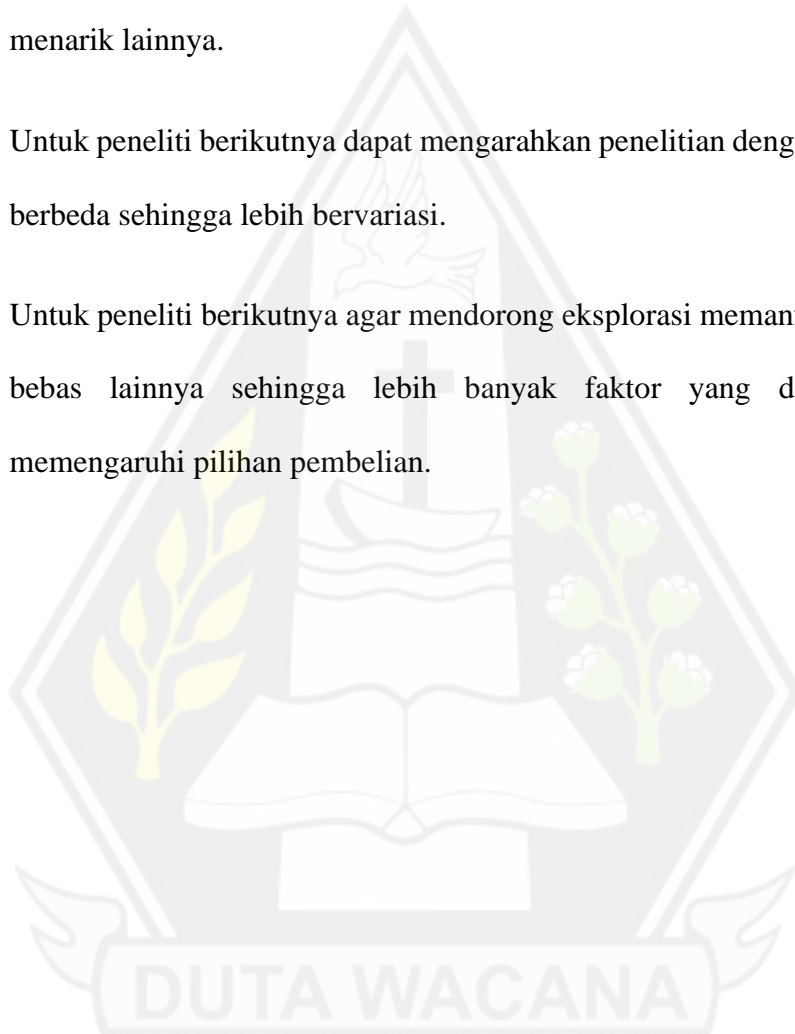 menarik lainnya.
Untuk peneliti berikutnya dapat mengarahkan penelitian deng
berbeda sehingga lebih bervariasi.
Untuk peneliti berikutnya agar mendorong eksplorasi meman
bebas lainnya sehingga lebih banyak faktor yang d
memengaruhi pilihan pembelian.
DUTA WACANA